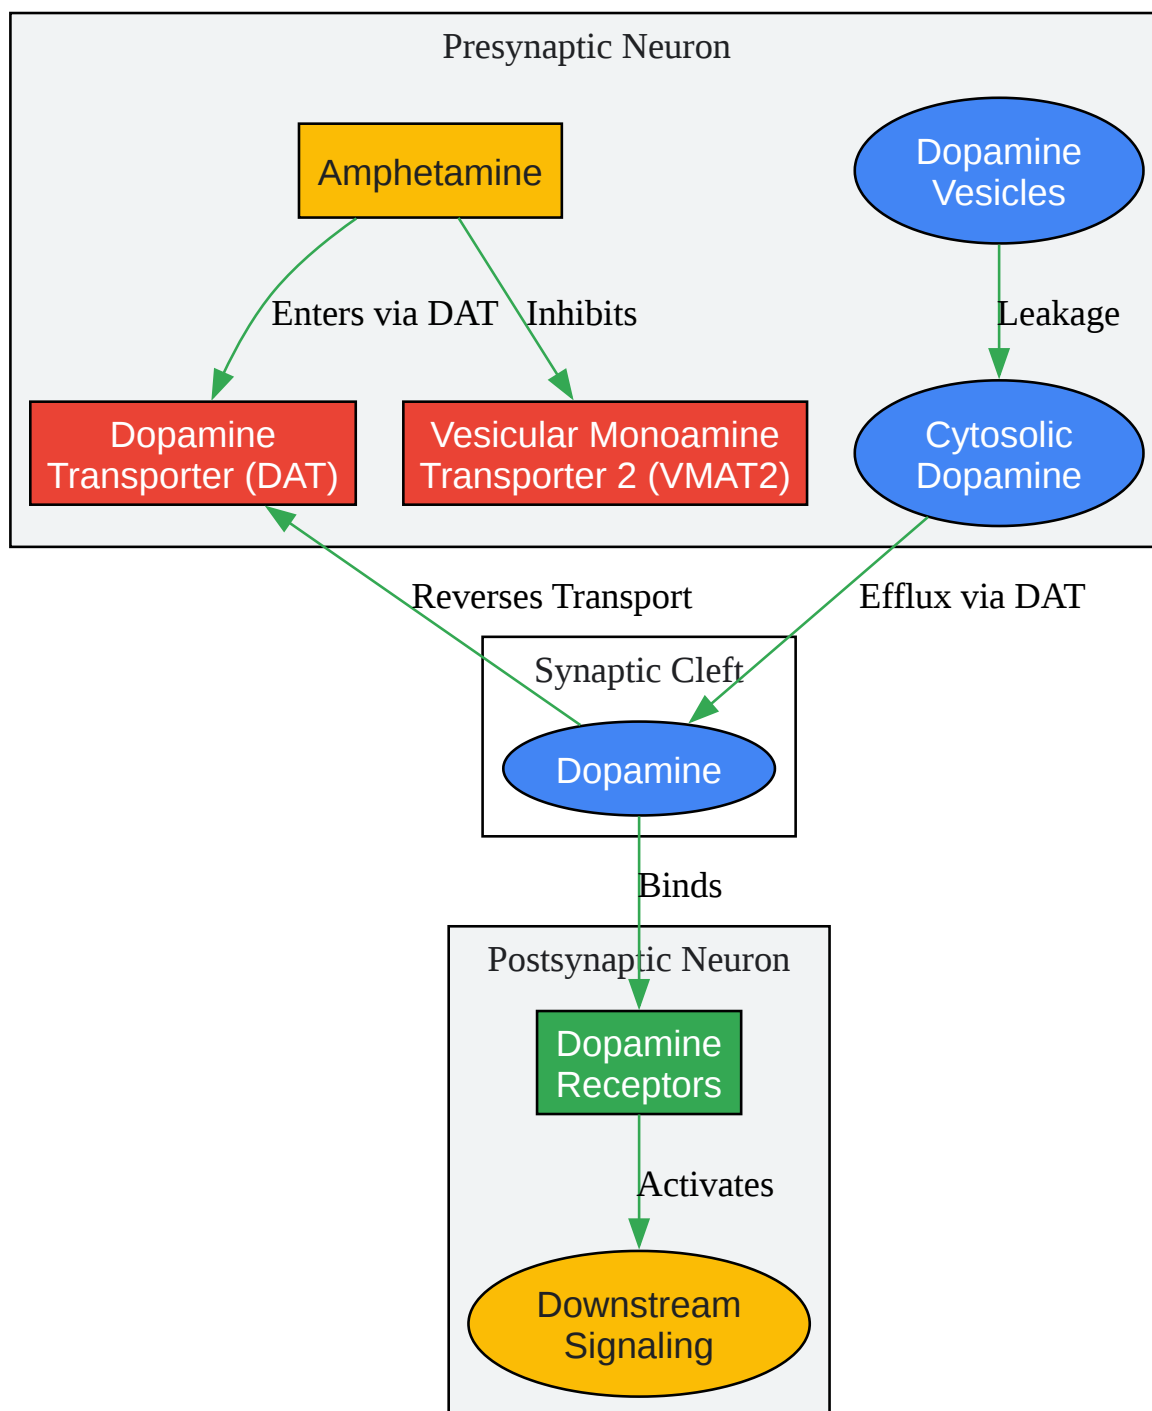 Presynaptic Neuron
Amphetamine
Dopamine
Vesicles
Enters via DAT
Inhibits
Leakage
Dopamine
Transporter (DAT)
Vesicular Monoamine
Transporter 2 (VMAT2)
Cytosolic
Dopamine
Reverses Transport
Efflux via DAT
Synaptic Cleft
Dopamine
Binds
Postsynaptic Neuron
Dopamine
Receptors
Activates
Downstream
Signaling